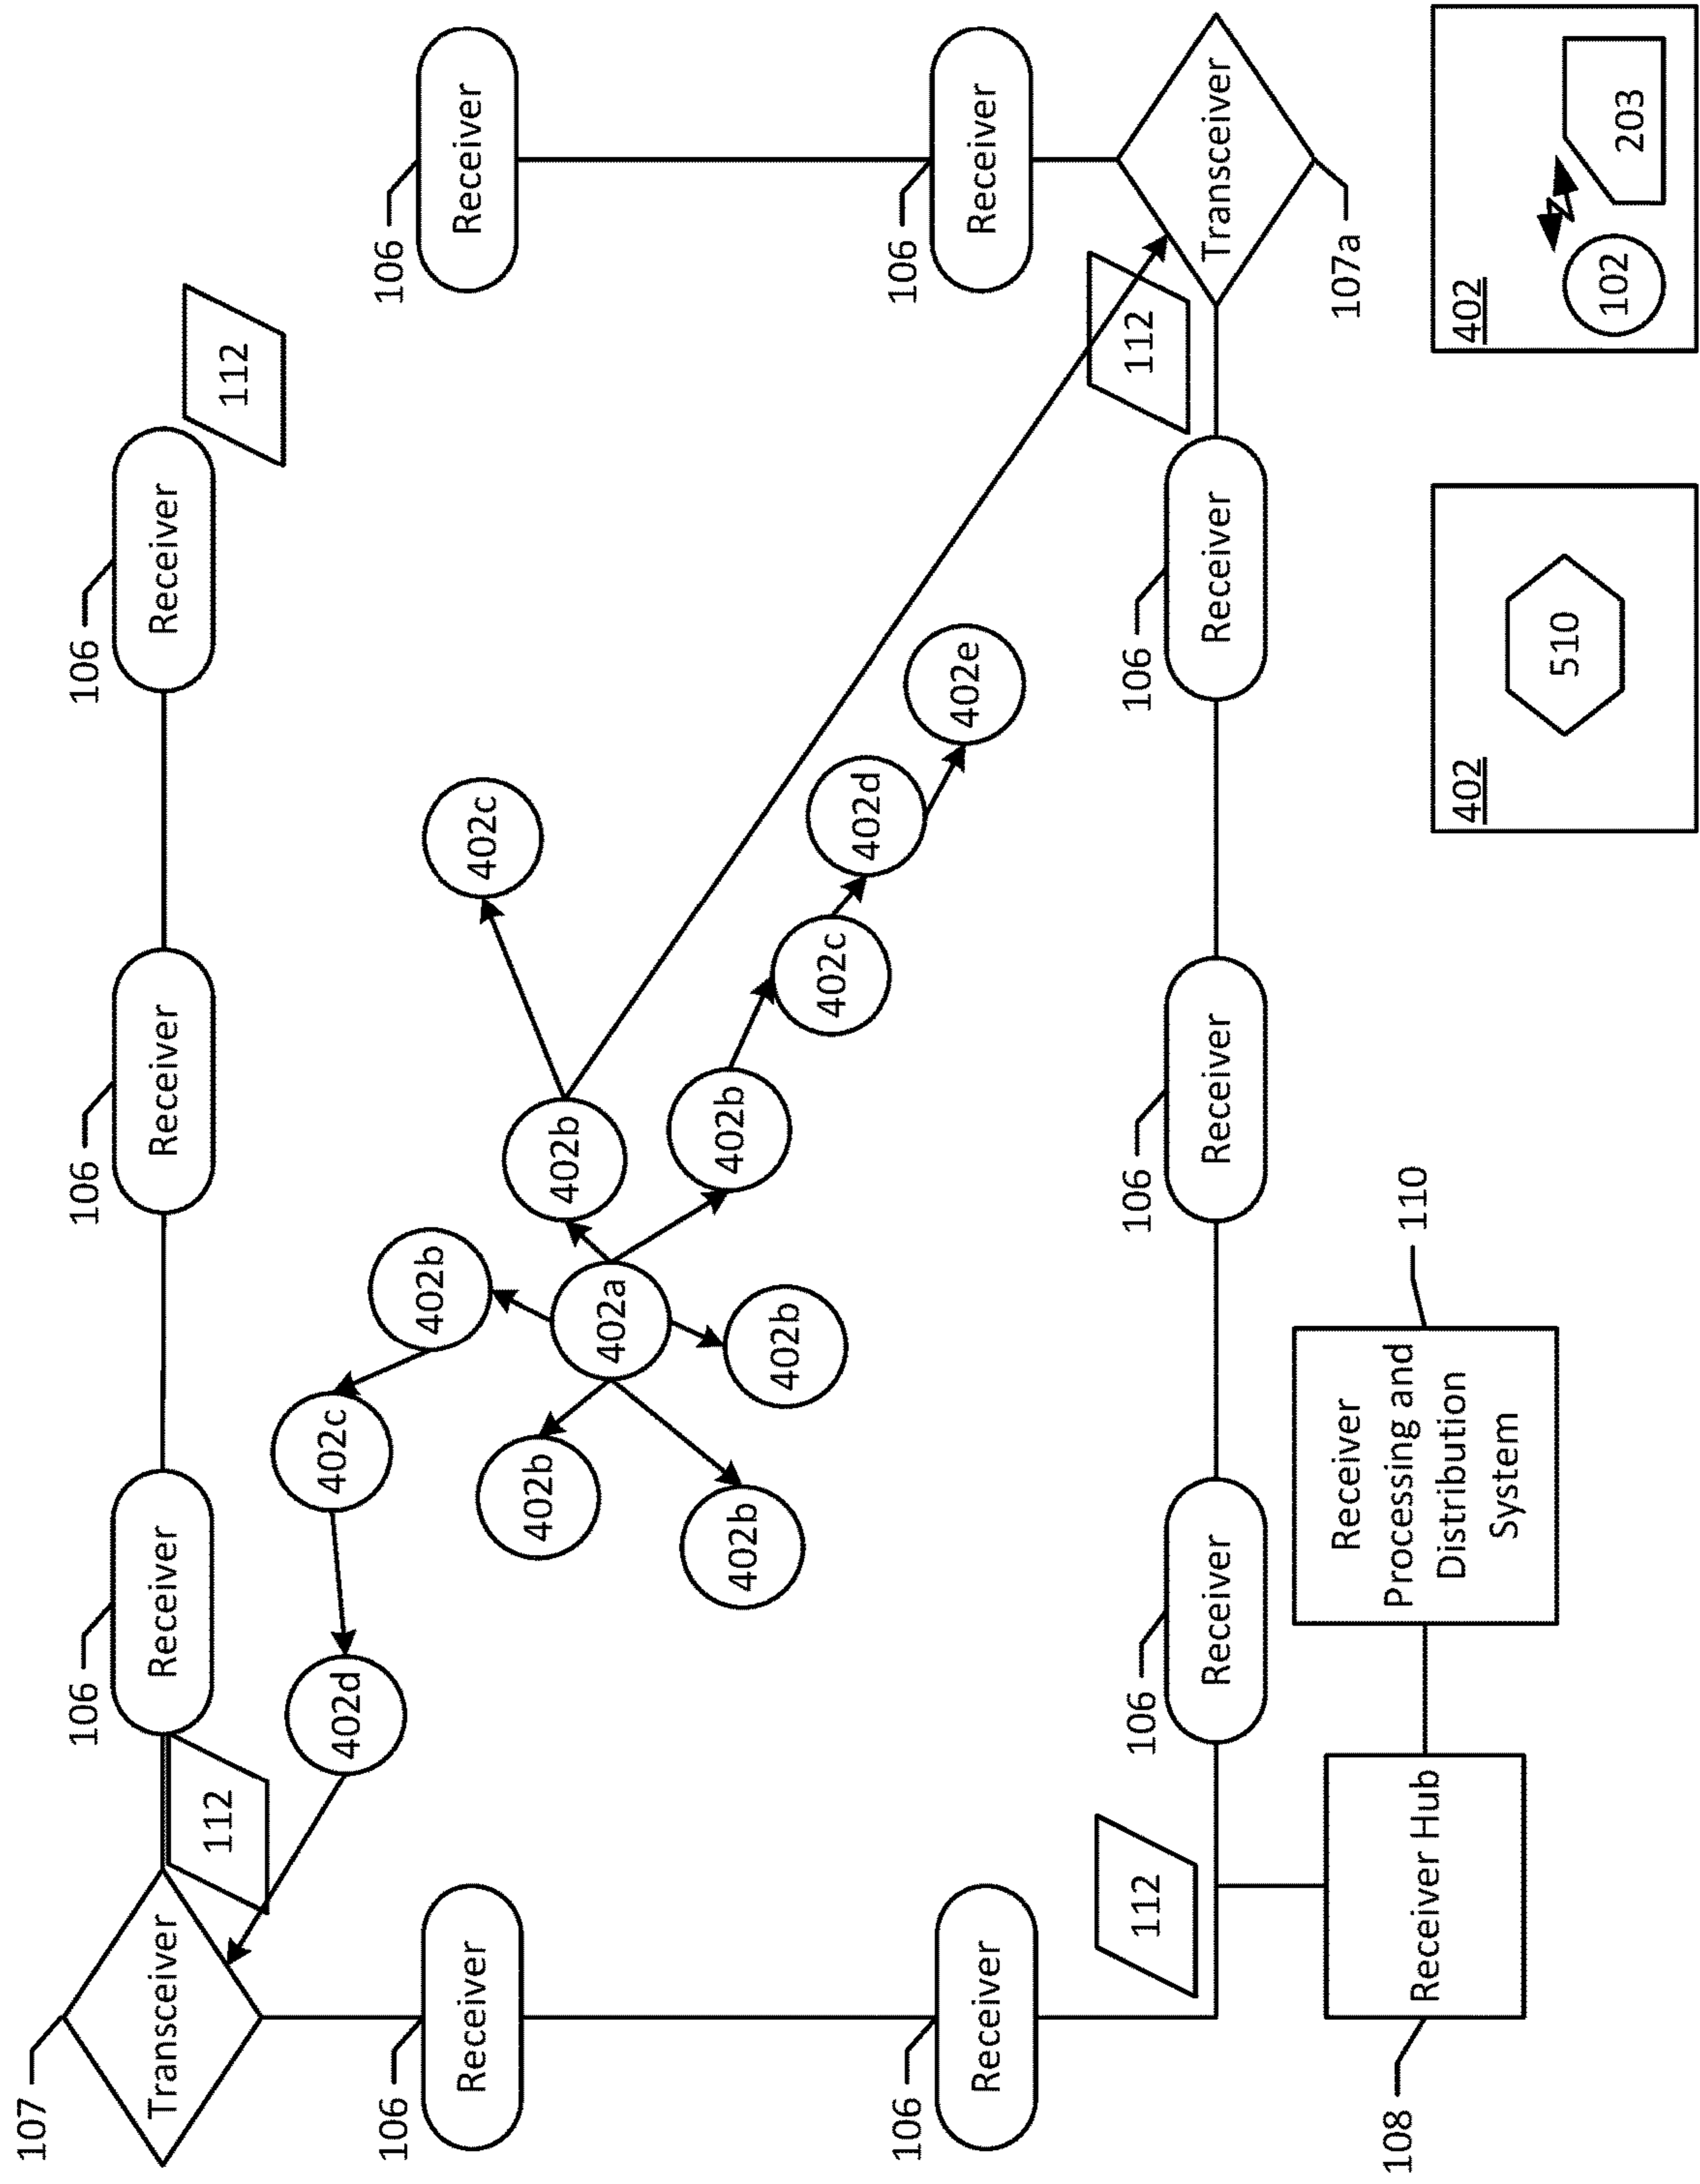 107
106
106
106
Transceiver
Receiver
Receiver
Receiver
112
112
402d
402c
106
106
402b
Receiver
402c
Receiver
402b
402b
402a
402b
402b
402b
402c
402d
106
106
Receiver
402e
Receiver
112
106
106
106
112
Receiver
Receiver
Receiver
Transceiver
107a
Receiver
Processing and
Distribution
System
110
108
Receiver Hub
402
510
402
102
203